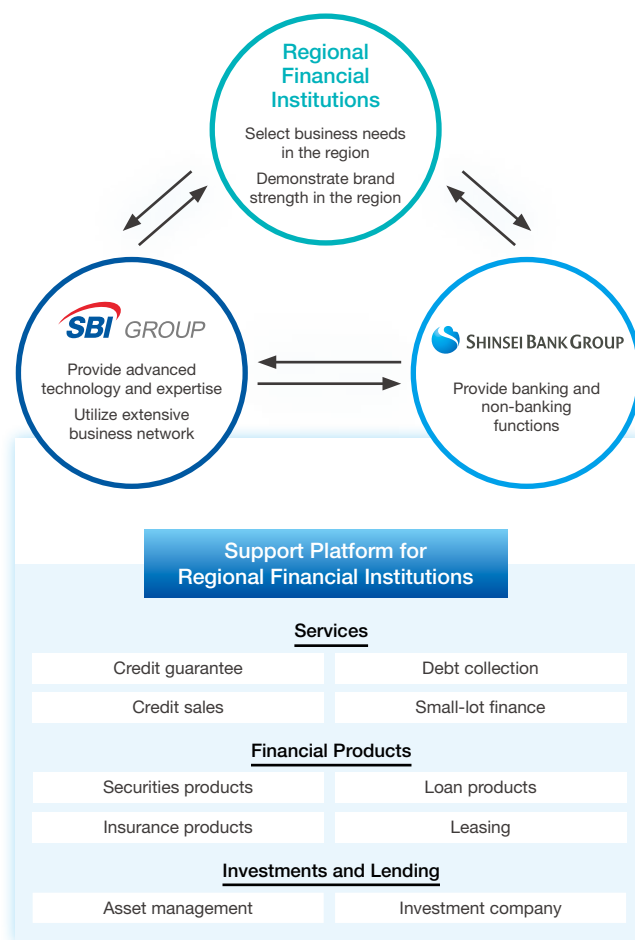 Regional
Financial
Institutions
Select business needs
in the region
Demonstrate brand
strength in the region
SBI GROUP
Provide advanced
technology and expertise
Utilize extensive
business network
SHINSEI BANK GROUP
Provide banking and
non-banking
functions
Support Platform for
Regional Financial Institutions
Services
Credit guarantee
Debt collection
Credit sales
Small-lot finance
Financial Products
Securities products
Loan products
Insurance products
Leasing
Investments and Lending
Asset management
Investment company